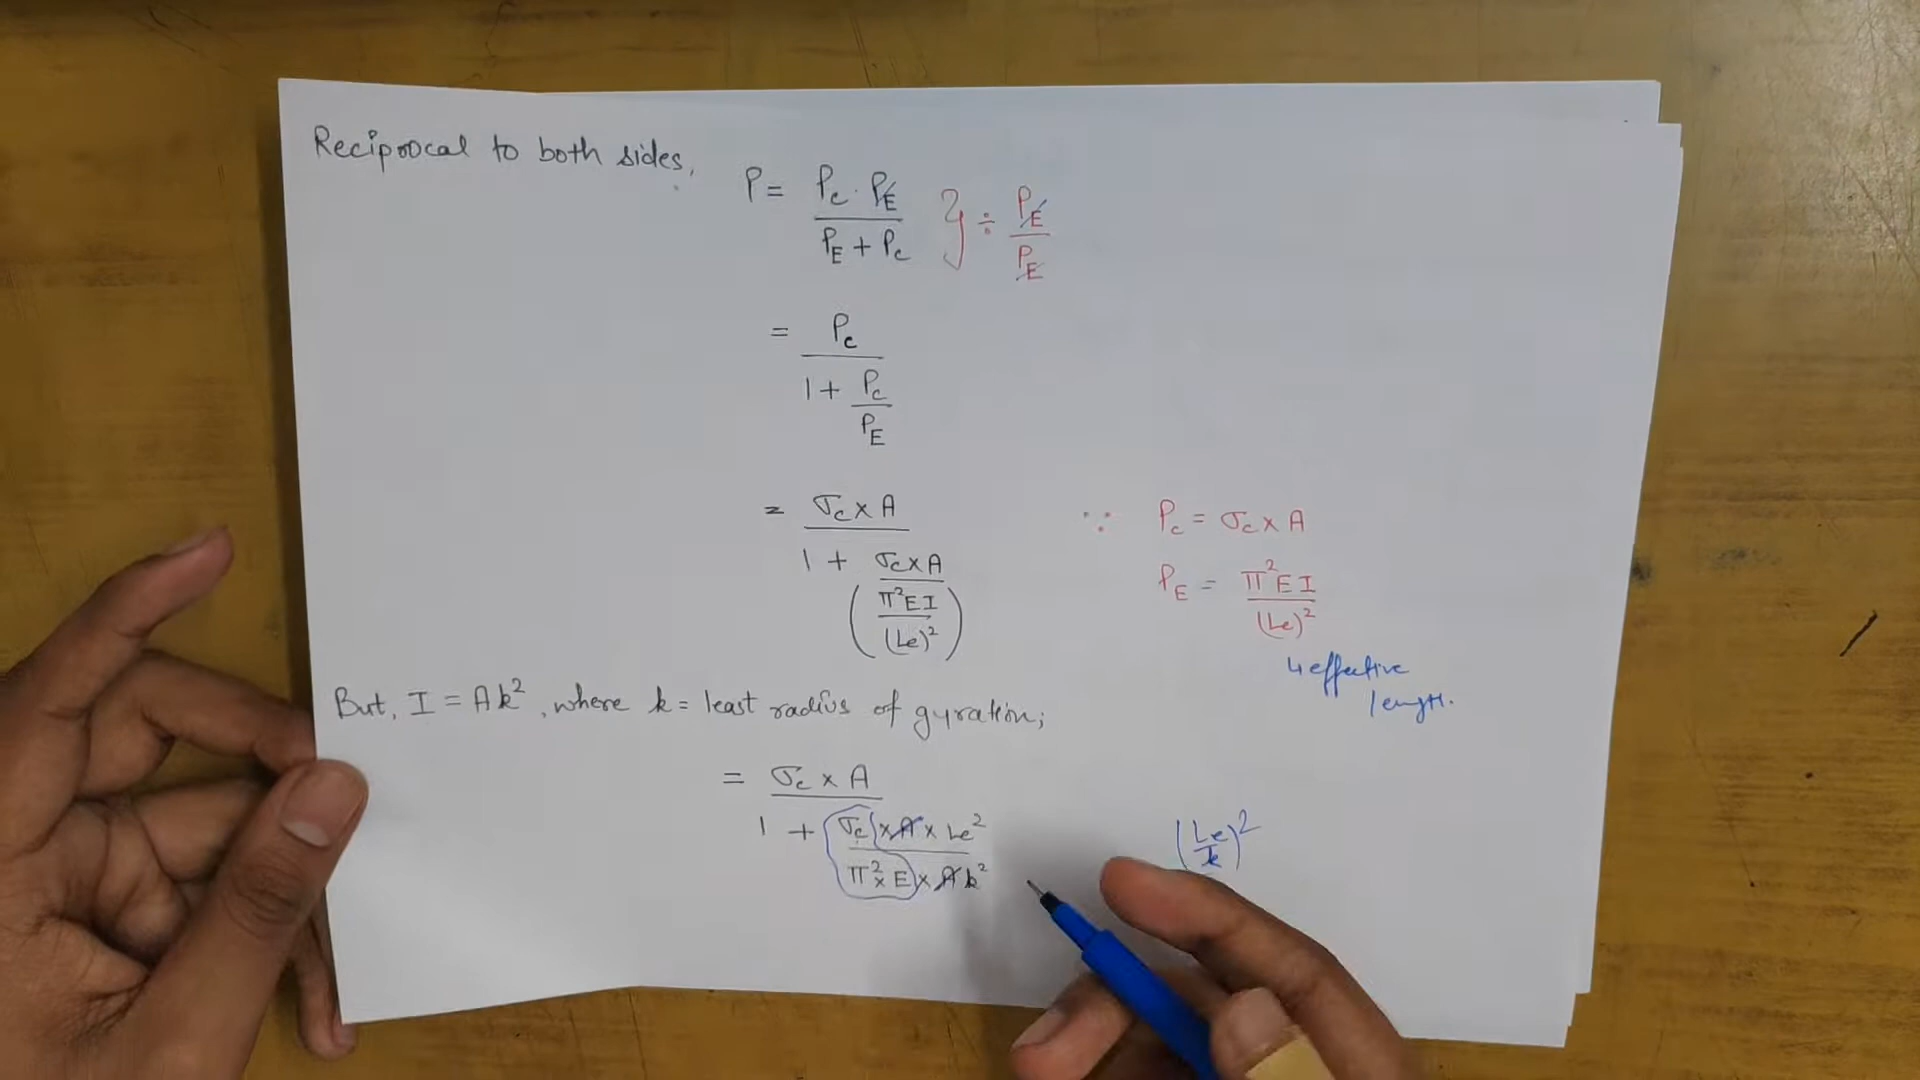 Reciprocal to both sides,
P = Pc · PE / PE + Pc } ÷ PE / PE
= Pc / 1 + Pc / PE
= σc × A / 1 + σc × A / (π²EI / (Le)²)
∵ Pc = σc × A
PE = π²EI / (Le)²
↳ effective
length.
But, I = Ak², where k = least radius of gyration;
= σc × A / 1 + σc × A × Le² / π² × E × Ak²
(Le / k)²